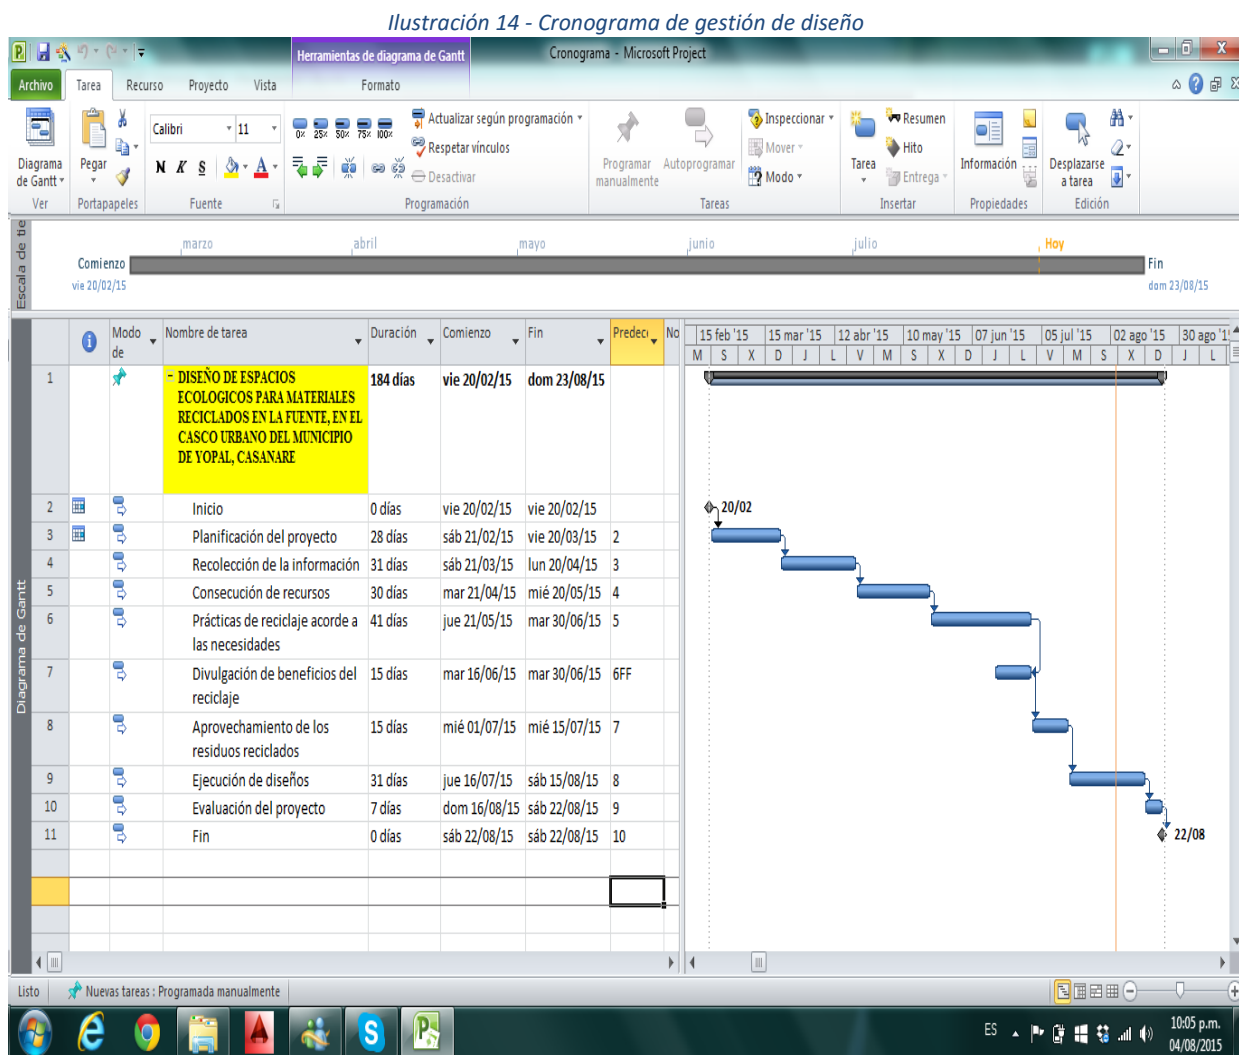 Ilustración 14 - Cronograma de gestión de diseño
Herramientas de diagrama de Gantt
Cronograma - Microsoft Project
Archivo Tarea Recurso Proyecto Vista Formato
Calibri 11
0% 25% 50% 75% 100%
Actualizar según programación
Respetar vínculos
Desactivar
N K S A
Diagrama de Gantt
Pegar
Programar manualmente
Autoprogramar
Inspeccionar
Mover
Modo
Tarea
Resumen
Hito
Entrega
Información
Desplazarse a tarea
Ver Portapapeles Fuente Programación Tareas Insertar Propiedades Edición
Escala de tie
marzo abril mayo junio julio Hoy
Comienzo
vie 20/02/15
Fin
dom 23/08/15
Modo de Nombre de tarea Duración Comienzo Fin Predece No
15 feb '15 15 mar '15 12 abr '15 10 may '15 07 jun '15 05 jul '15 02 ago '15 30 ago '1
M S X D J L V M S X D J L V M S X D J L
1 DISEÑO DE ESPACIOS 184 días vie 20/02/15 dom 23/08/15
ECOLOGICOS PARA MATERIALES
RECICLADOS EN LA FUENTE, EN EL
CASCO URBANO DEL MUNICIPIO
DE YOPAL, CASANARE
2 Inicio 0 días vie 20/02/15 vie 20/02/15 20/02
3 Planificación del proyecto 28 días sáb 21/02/15 vie 20/03/15 2
4 Recolección de la información 31 días sáb 21/03/15 lun 20/04/15 3
5 Consecución de recursos 30 días mar 21/04/15 mié 20/05/15 4
6 Prácticas de reciclaje acorde a 41 días jue 21/05/15 mar 30/06/15 5
las necesidades
7 Divulgación de beneficios del 15 días mar 16/06/15 mar 30/06/15 6FF
reciclaje
8 Aprovechamiento de los 15 días mié 01/07/15 mié 15/07/15 7
residuos reciclados
9 Ejecución de diseños 31 días jue 16/07/15 sáb 15/08/15 8
10 Evaluación del proyecto 7 días dom 16/08/15 sáb 22/08/15 9
11 Fin 0 días sáb 22/08/15 sáb 22/08/15 10 22/08
Diagrama de Gantt
Listo Nuevas tareas : Programada manualmente
ES
10:05 p.m.
04/08/2015